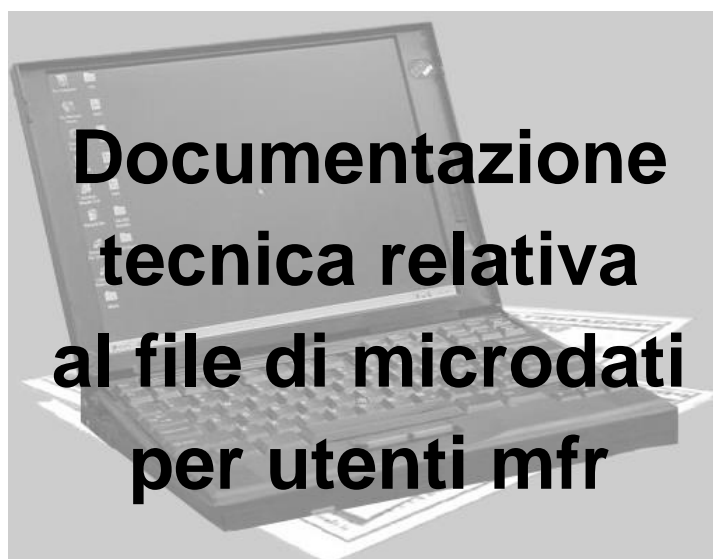 Documentazione
tecnica relativa
al file di microdati
per utenti mfr